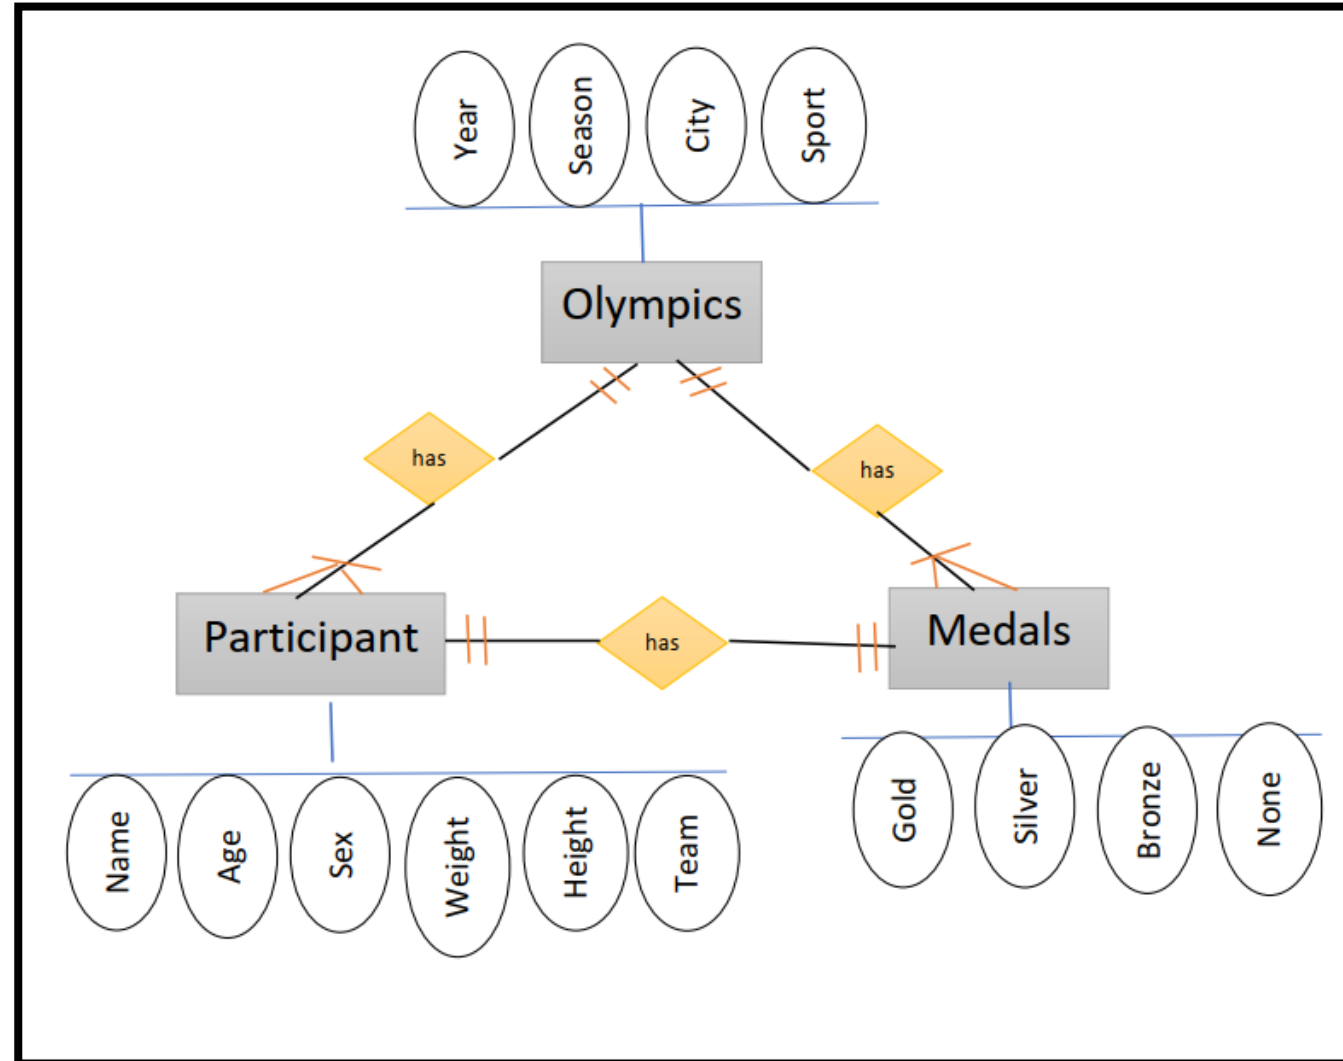 Year
Season
City
Sport
Olympics
has
has
Participant
has
Medals
Name
Age
Sex
Weight
Height
Team
Gold
Silver
Bronze
None